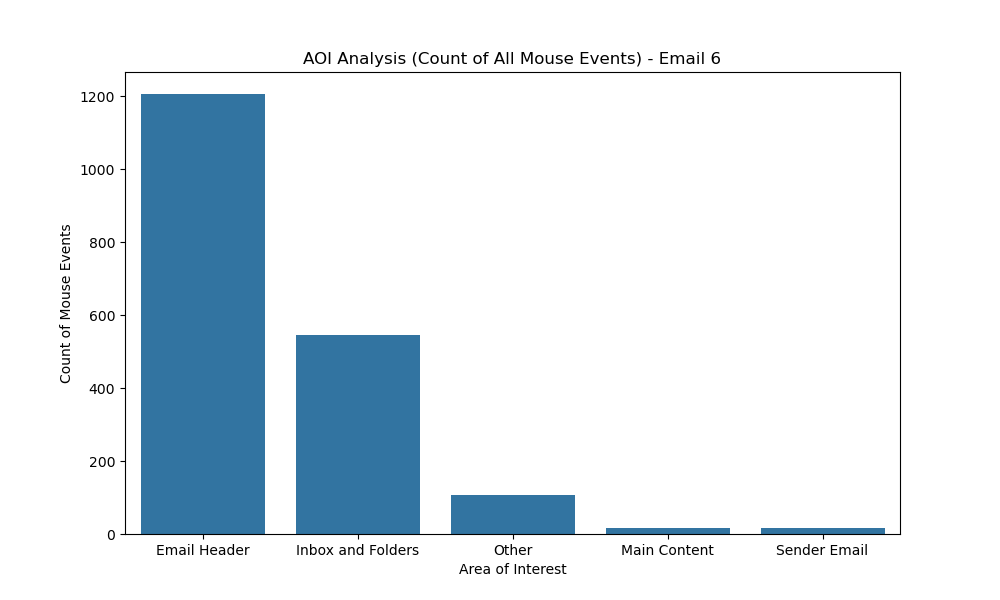 AOI Analysis (Count of All Mouse Events) - Email 6
Count of Mouse Events
1200
1000
800
600
400
200
0
Email Header
Inbox and Folders
Other
Main Content
Sender Email
Area of Interest